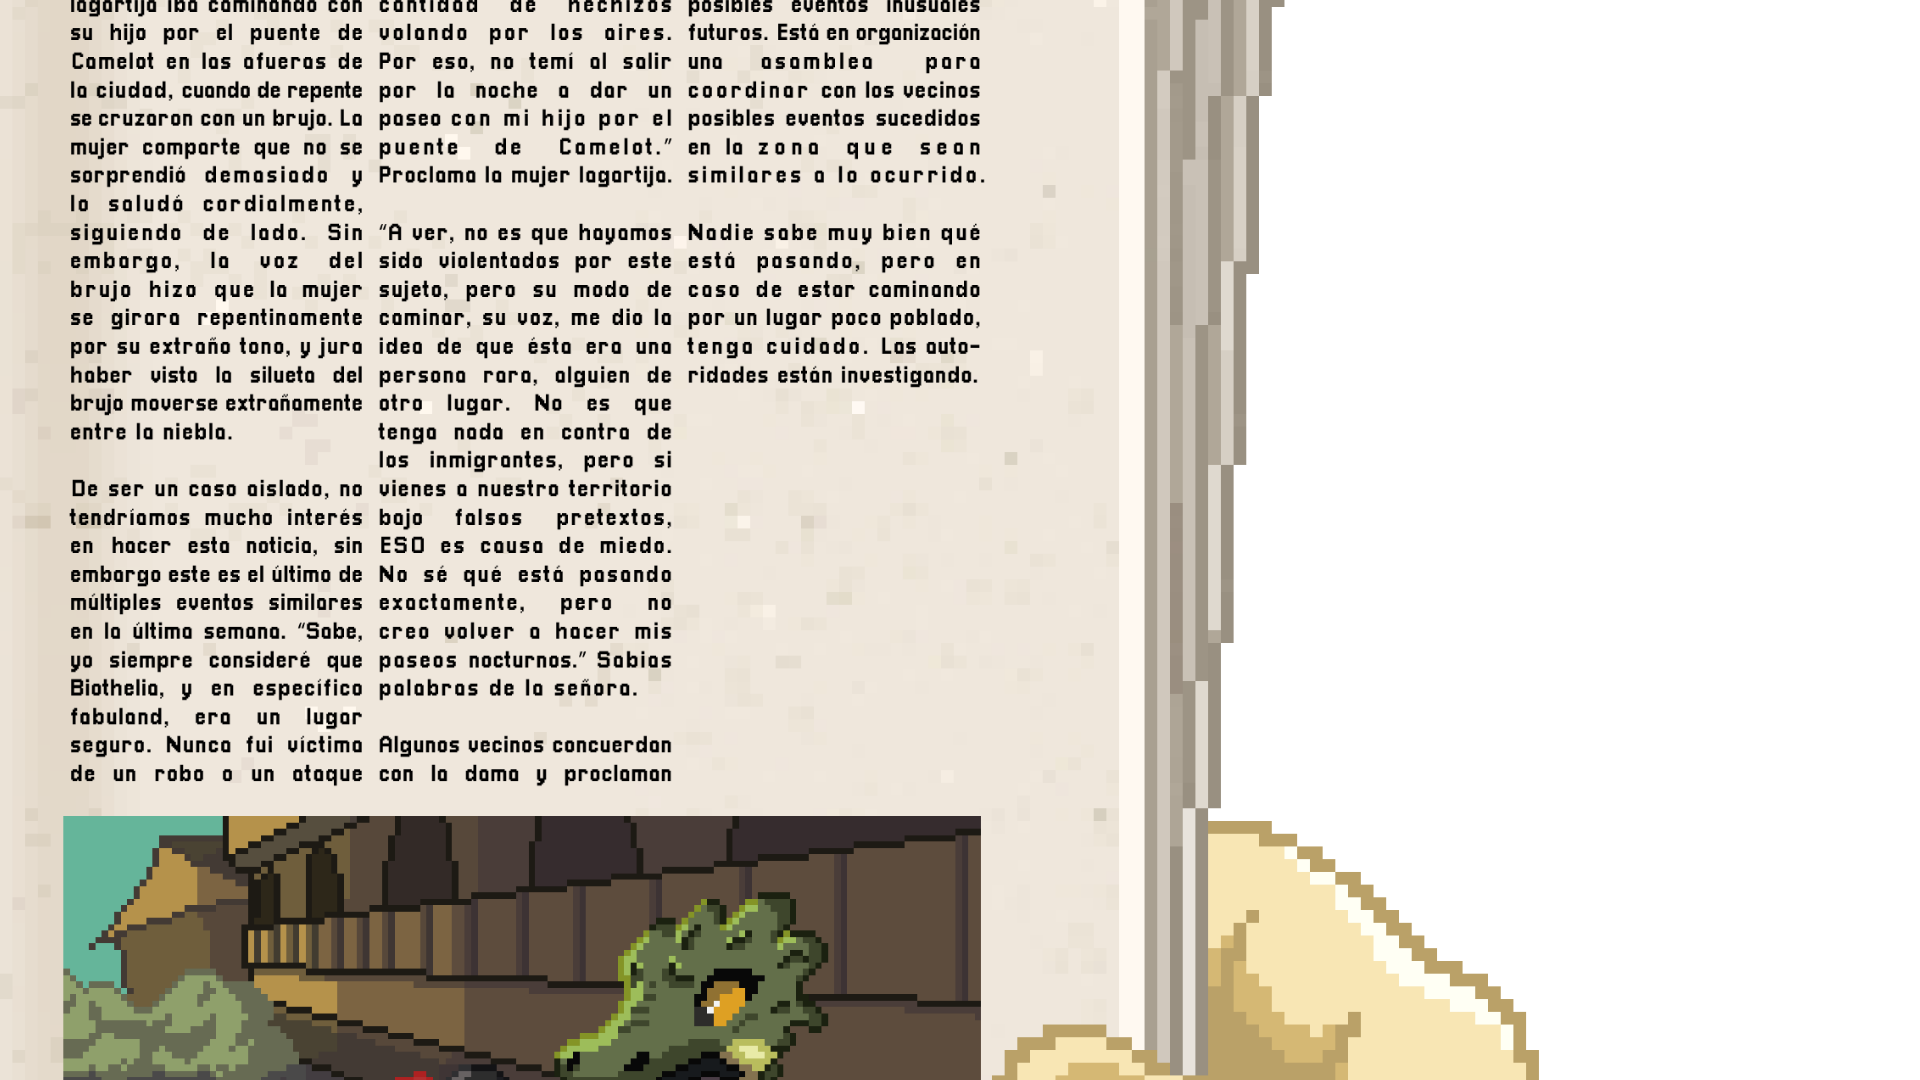 lagartija iba caminando con
su hijo por el puente de
Camelot en las afueras de
la ciudad, cuando de repente
se cruzaron con un brujo. La
mujer comparte que no se
sorprendió demasiado y
lo saludó cordialmente,
siguiendo de lado. Sin
embargo, la voz del
brujo hizo que la mujer
se girara repentinamente
por su extraño tono, y jura
haber visto la silueta del
brujo moverse extrañamente
entre la niebla.
De ser un caso aislado, no
tendríamos mucho interés
en hacer esta noticia, sin
embargo este es el último de
múltiples eventos similares
en la última semana. "Sabe,
yo siempre consideré que
Biothelia, y en específico
fabuland, era un lugar
seguro. Nunca fui víctima
de un robo o un ataque
cantidad de hechizos
volando por los aires.
Por eso, no temí al salir
por la noche a dar un
paseo con mi hijo por el
puente de Camelot."
Proclama la mujer lagartija.
"A ver, no es que hayamos
sido violentados por este
sujeto, pero su modo de
caminar, su voz, me dio la
idea de que ésta era una
persona rara, alguien de
otro lugar. No es que
tenga nada en contra de
los inmigrantes, pero si
vienes a nuestro territorio
bajo falsos pretextos,
ESO es causa de miedo.
No sé qué está pasando
exactamente, pero no
creo volver a hacer mis
paseos nocturnos." Sabias
palabras de la señora.
Algunos vecinos concuerdan
con la dama y proclaman
posibles eventos inusuales
futuros. Está en organización
una asamblea para
coordinar con los vecinos
posibles eventos sucedidos
en la zona que sean
similares a lo ocurrido.
Nadie sabe muy bien qué
está pasando, pero en
caso de estar caminando
por un lugar poco poblado,
tenga cuidado. Las auto-
ridades están investigando.